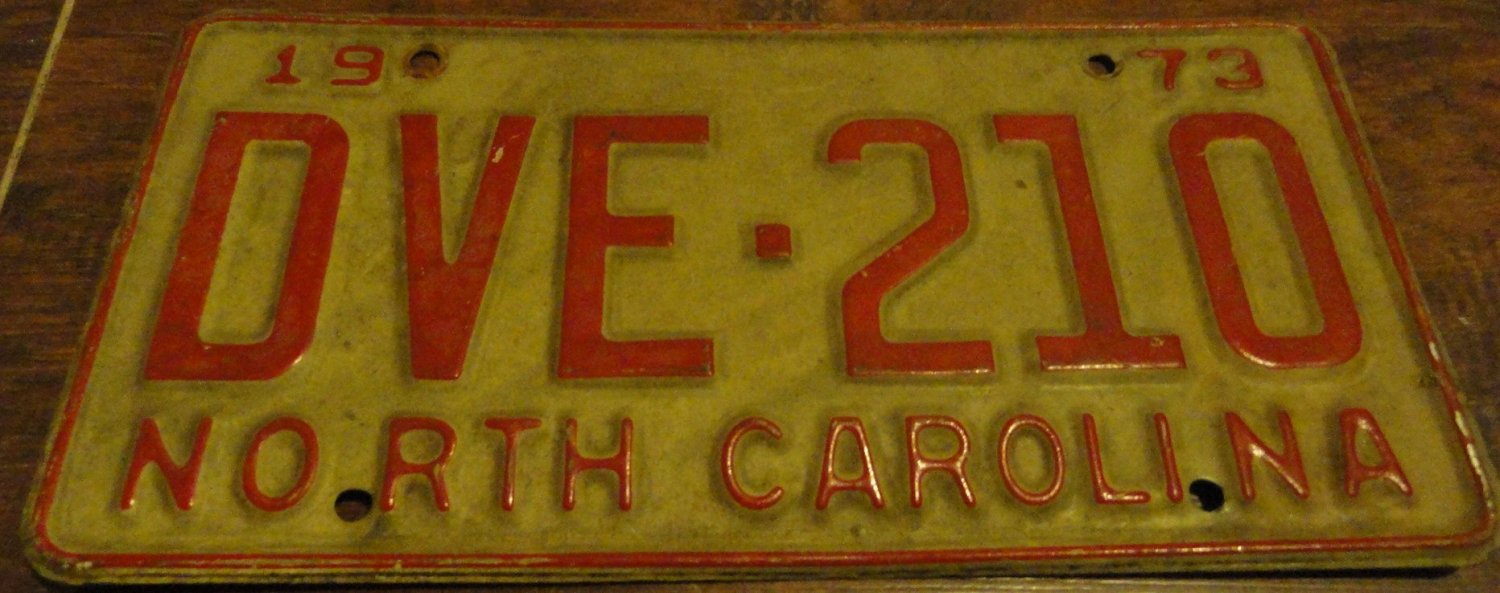 19 73
DVE·210
NORTH CAROLINA